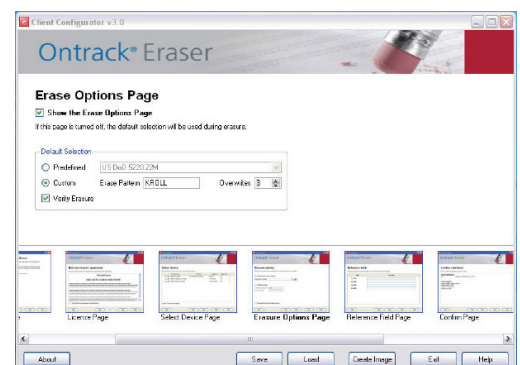 Client Configurator v3.0
Ontrack® Eraser
Erase Options Page
Show the Erase Options Page
If this page is turned off, the default selection will be used during erasure.
Default Selection
Predefined US DoD 5220.22M
Custom Erase Pattern KROLL Overwrites 3
Verify Erasure
License Page Select Device Page Erasure Options Page Reference Field Page Confirm Page
About Save Load Create Image Exit Help